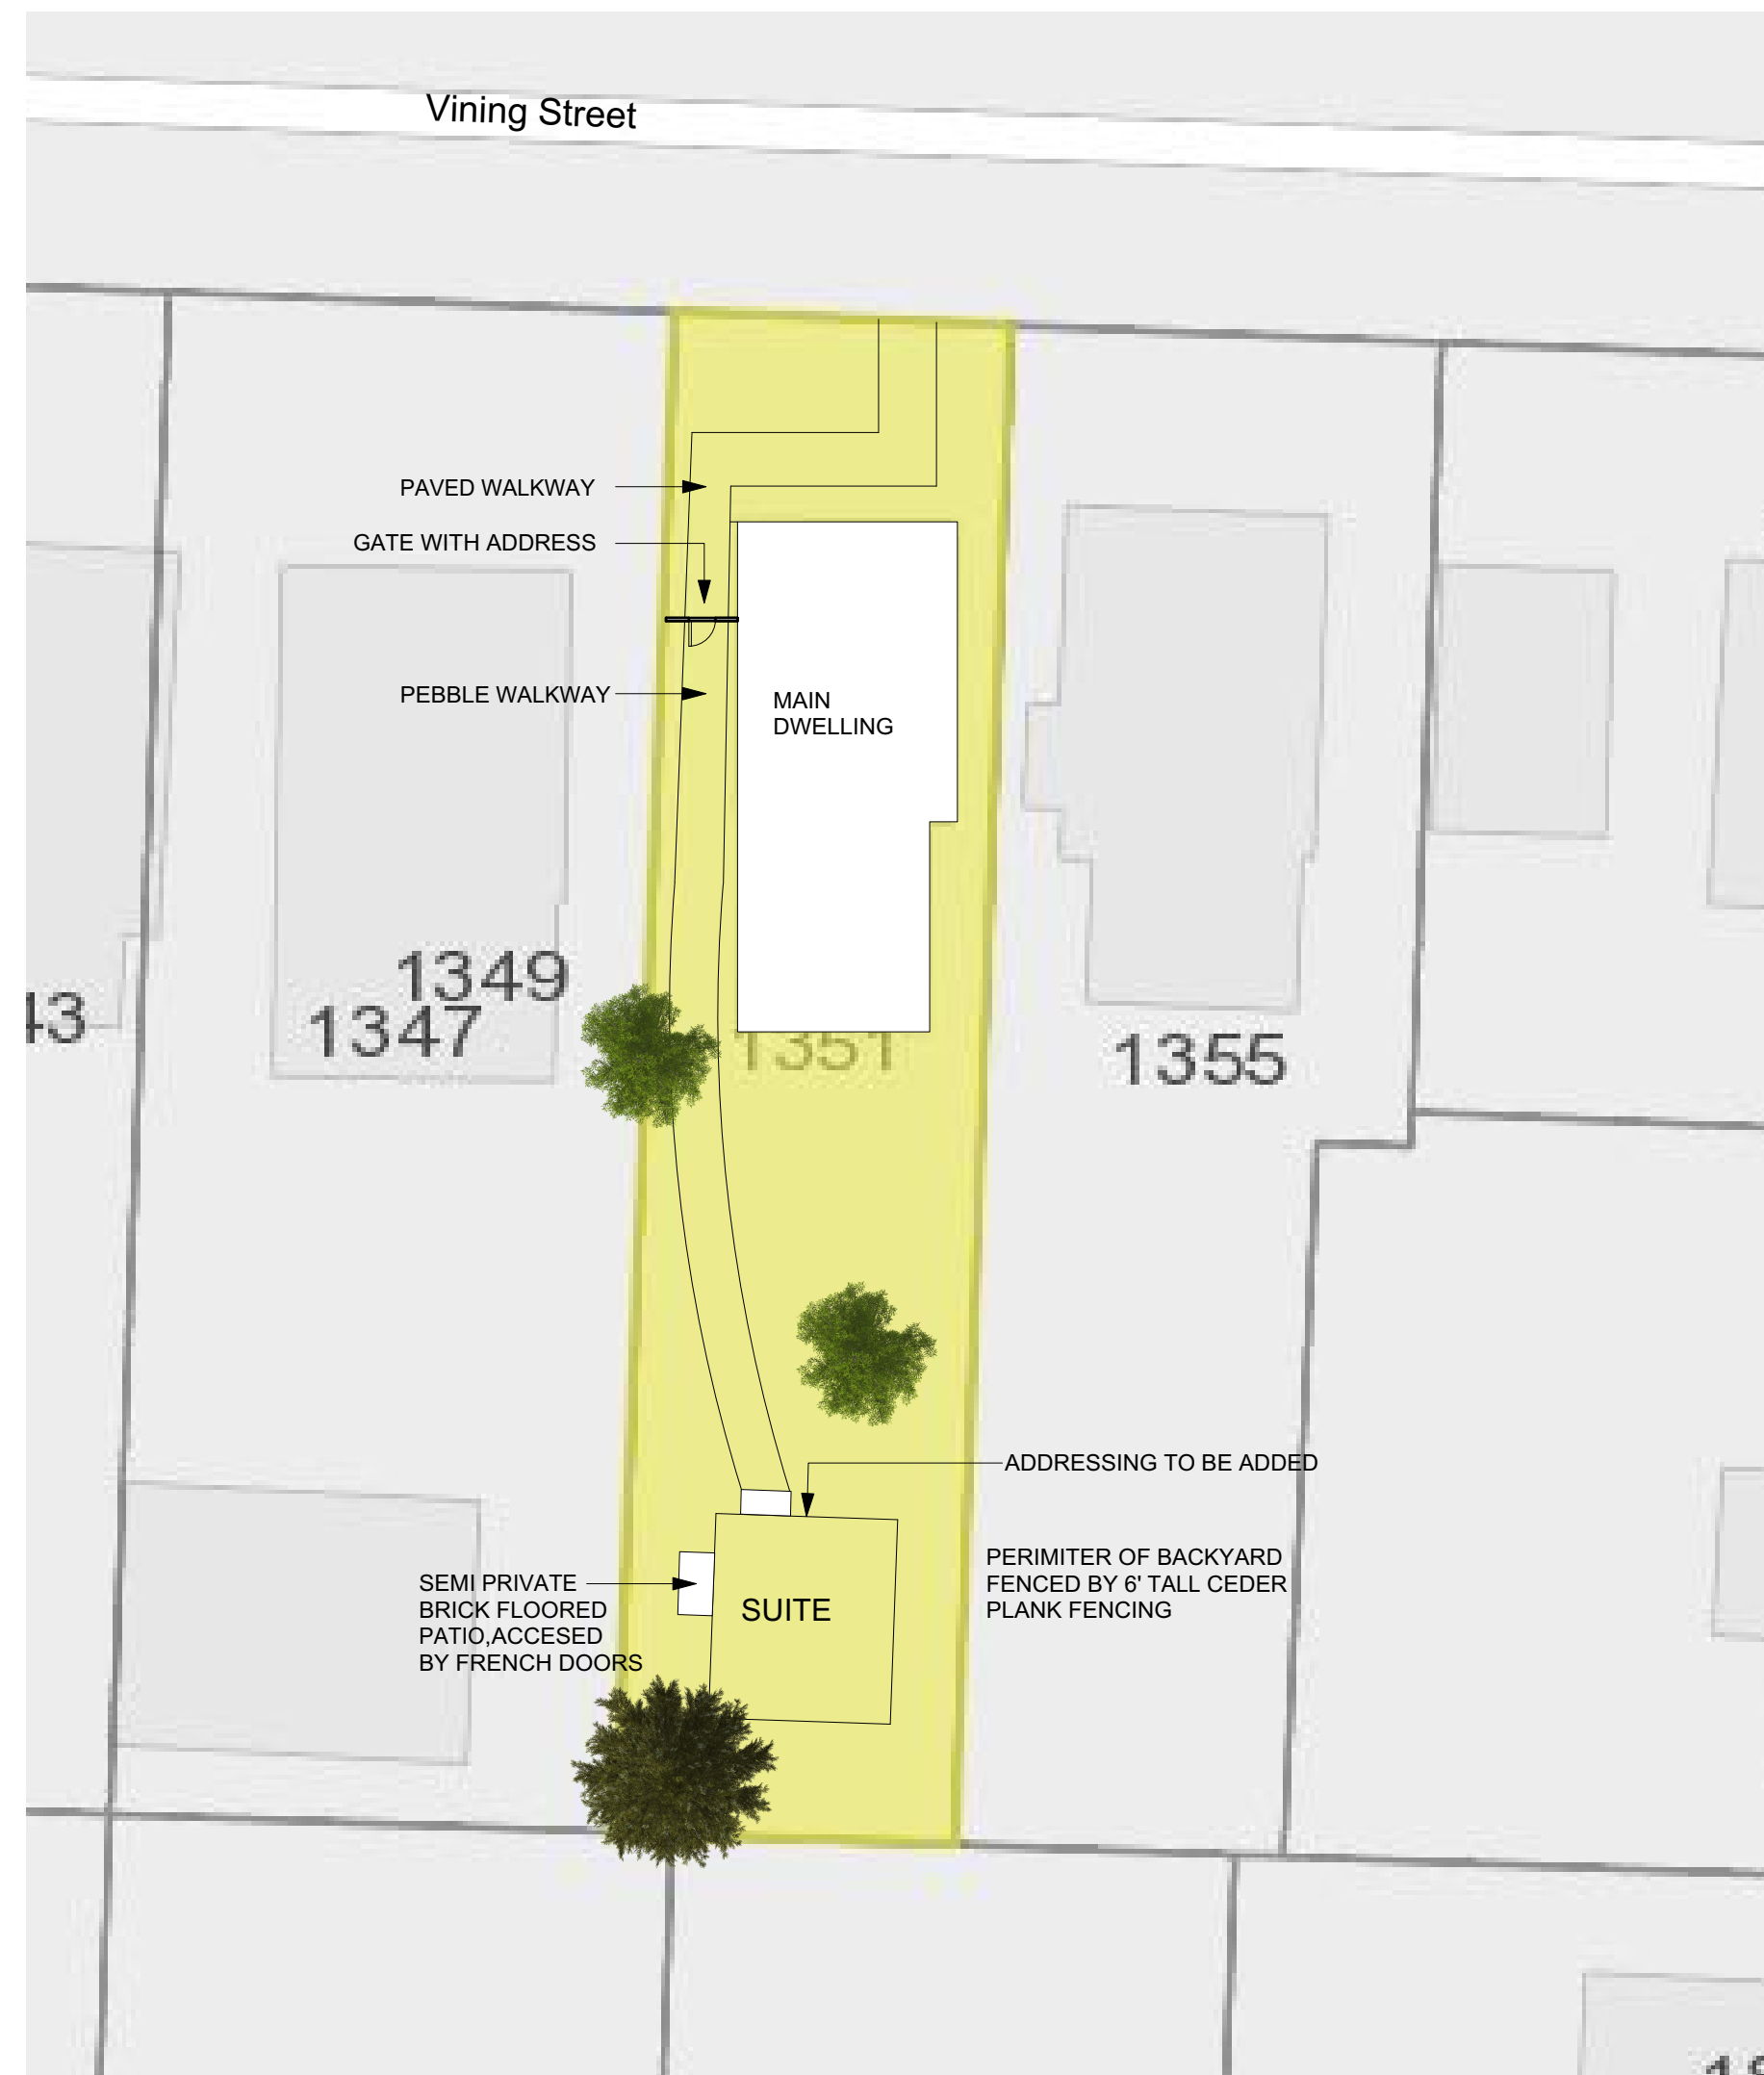 Vining Street
PAVED WALKWAY
GATE WITH ADDRESS
PEBBLE WALKWAY
MAIN
DWELLING
1349
1347
43
1351
1355
ADDRESSING TO BE ADDED
PERIMITER OF BACKYARD
FENCED BY 6' TALL CEDER
PLANK FENCING
SEMI PRIVATE
BRICK FLOORED
PATIO,ACCESED
BY FRENCH DOORS
SUITE